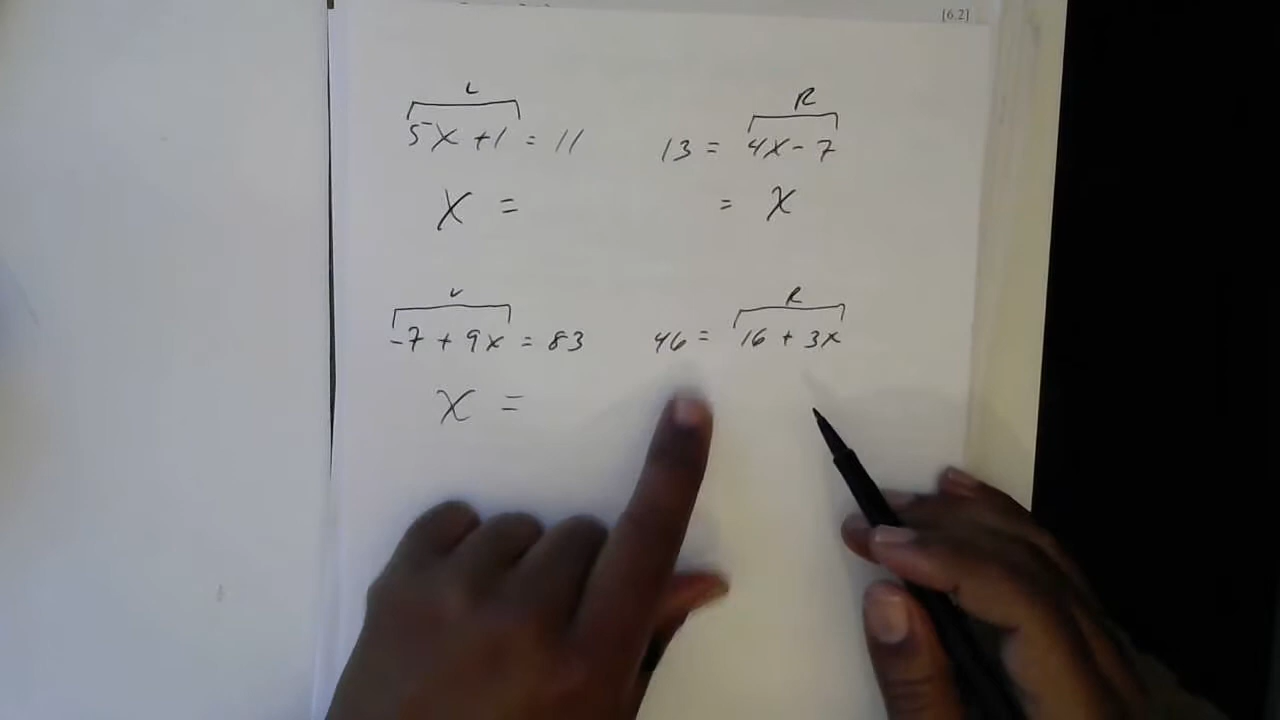 [6.2]
L
R
5x + 1 = 11
13 = 4x - 7
x =
= x
L
R
-7 + 9x = 83
46 = 16 + 3x
x =